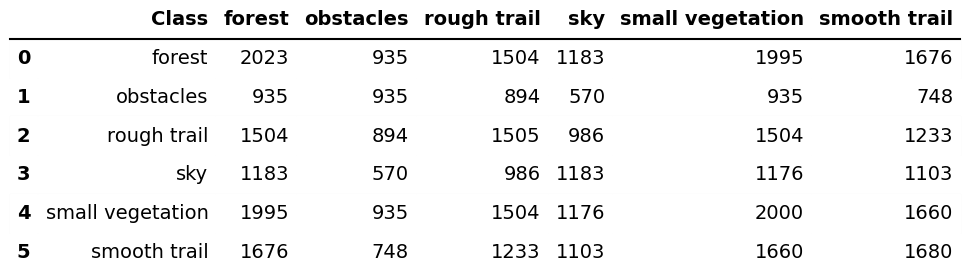 Class forest obstacles rough trail sky small vegetation smooth trail
0 forest 2023 935 1504 1183 1995 1676
1 obstacles 935 935 894 570 935 748
2 rough trail 1504 894 1505 986 1504 1233
3 sky 1183 570 986 1183 1176 1103
4 small vegetation 1995 935 1504 1176 2000 1660
5 smooth trail 1676 748 1233 1103 1660 1680